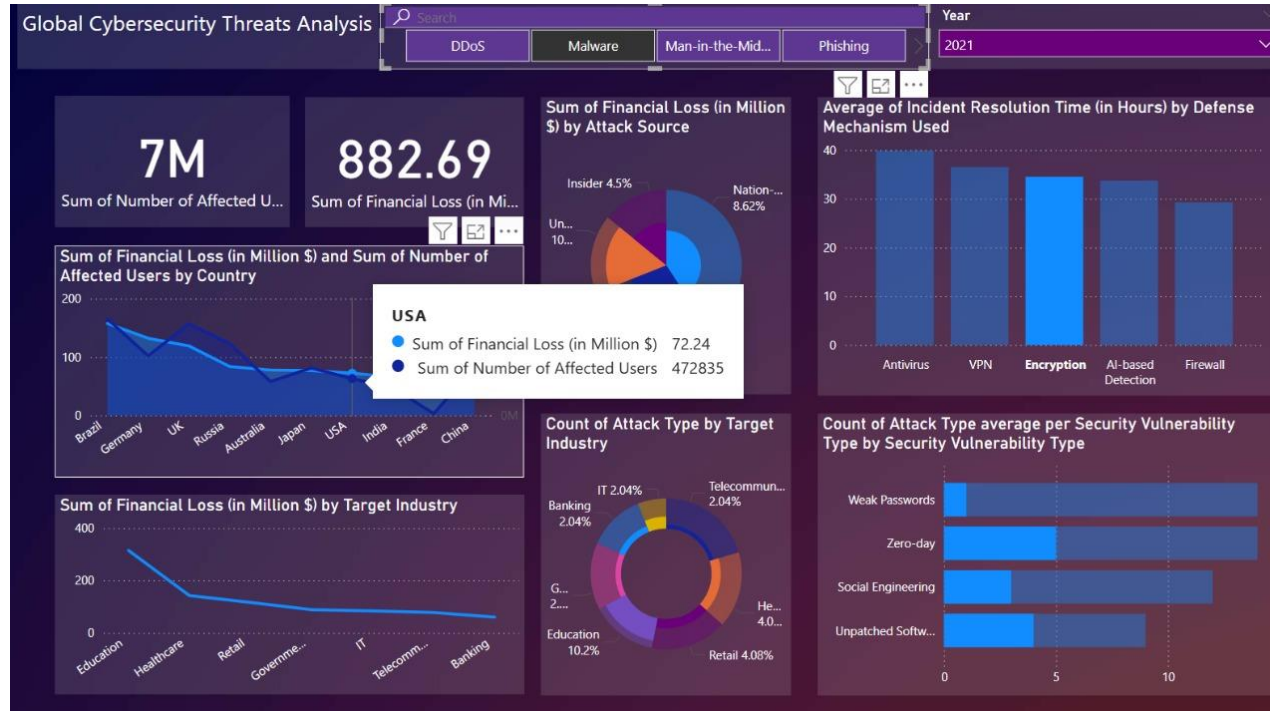 Global Cybersecurity Threats Analysis
Search
DDoS
Malware
Man-in-the-Mid...
Phishing
Year
2021
7M
Sum of Number of Affected U...
882.69
Sum of Financial Loss (in Mi...
Sum of Financial Loss (in Million
$) by Attack Source
Insider 4.5%
Nation-...
8.62%
Un...
10...
Average of Incident Resolution Time (in Hours) by Defense
Mechanism Used
40
30
20
10
0
Antivirus
VPN
Encryption
AI-based
Detection
Firewall
Sum of Financial Loss (in Million $) and Sum of Number of
Affected Users by Country
200
100
0
0M
Brazil
Germany
UK
Russia
Australia
Japan
USA
India
France
China
USA
Sum of Financial Loss (in Million $) 72.24
Sum of Number of Affected Users 472835
Sum of Financial Loss (in Million $) by Target Industry
400
200
0
Education
Healthcare
Retail
Governme...
IT
Telecomm...
Banking
Count of Attack Type by Target
Industry
IT 2.04%
Telecommun...
2.04%
Banking
2.04%
G...
2....
He...
4.0...
Education
10.2%
Retail 4.08%
Count of Attack Type average per Security Vulnerability
Type by Security Vulnerability Type
Weak Passwords
Zero-day
Social Engineering
Unpatched Softw...
0
5
10